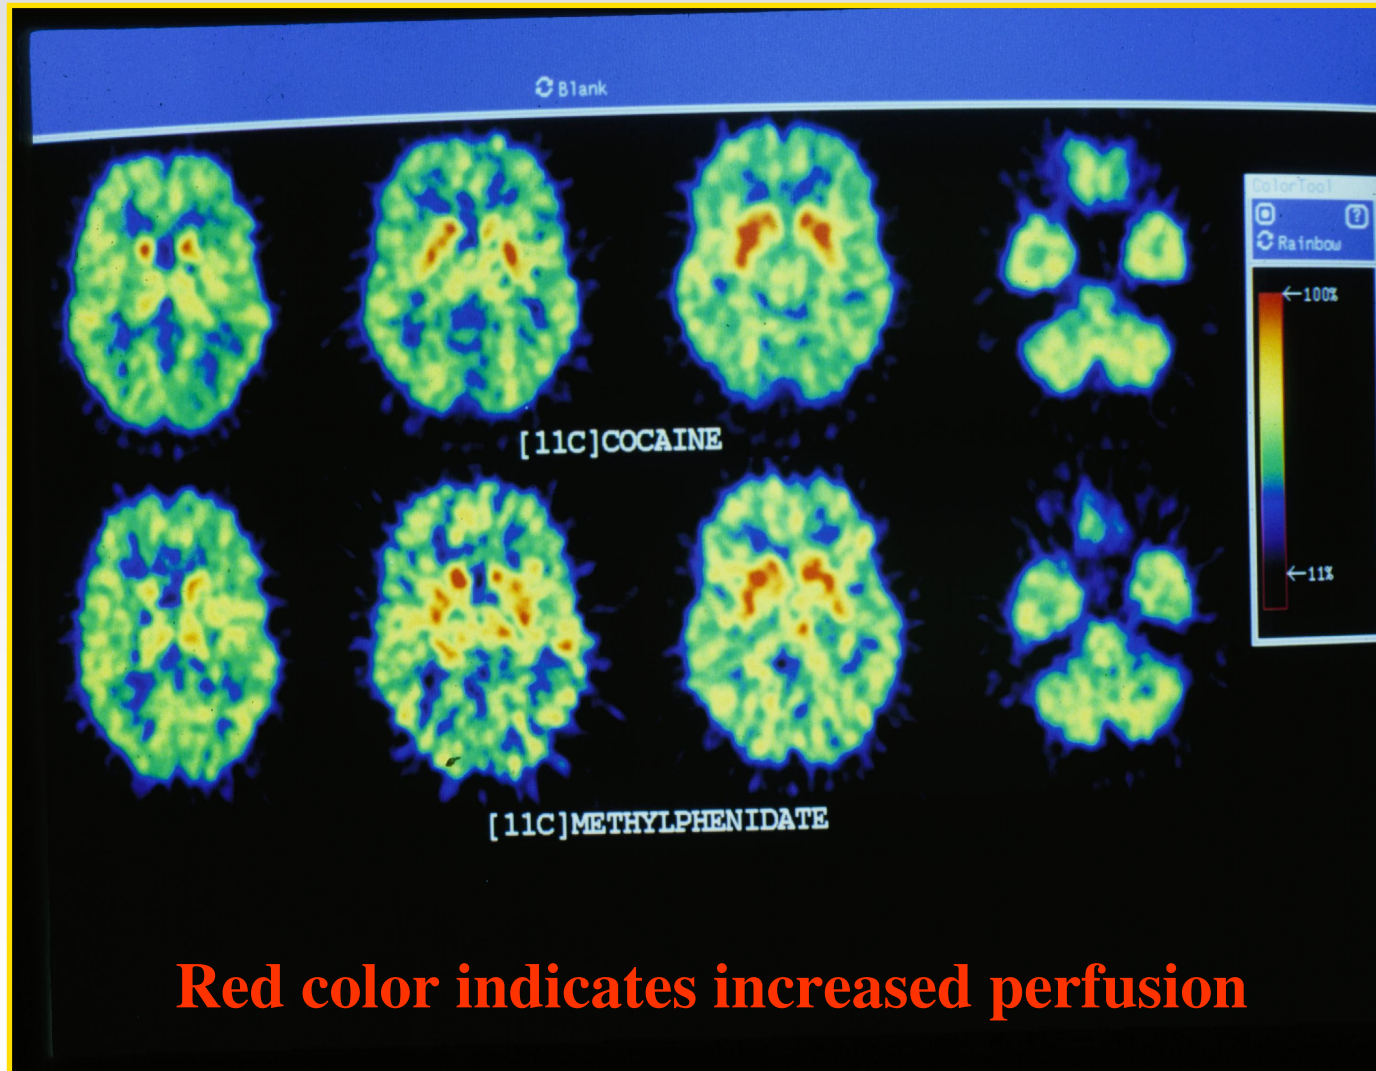 Blank
ColorTool
?
Rainbow
←100%
←11%
[11C]COCAINE
[11C]METHYLPHENIDATE
Red color indicates increased perfusion